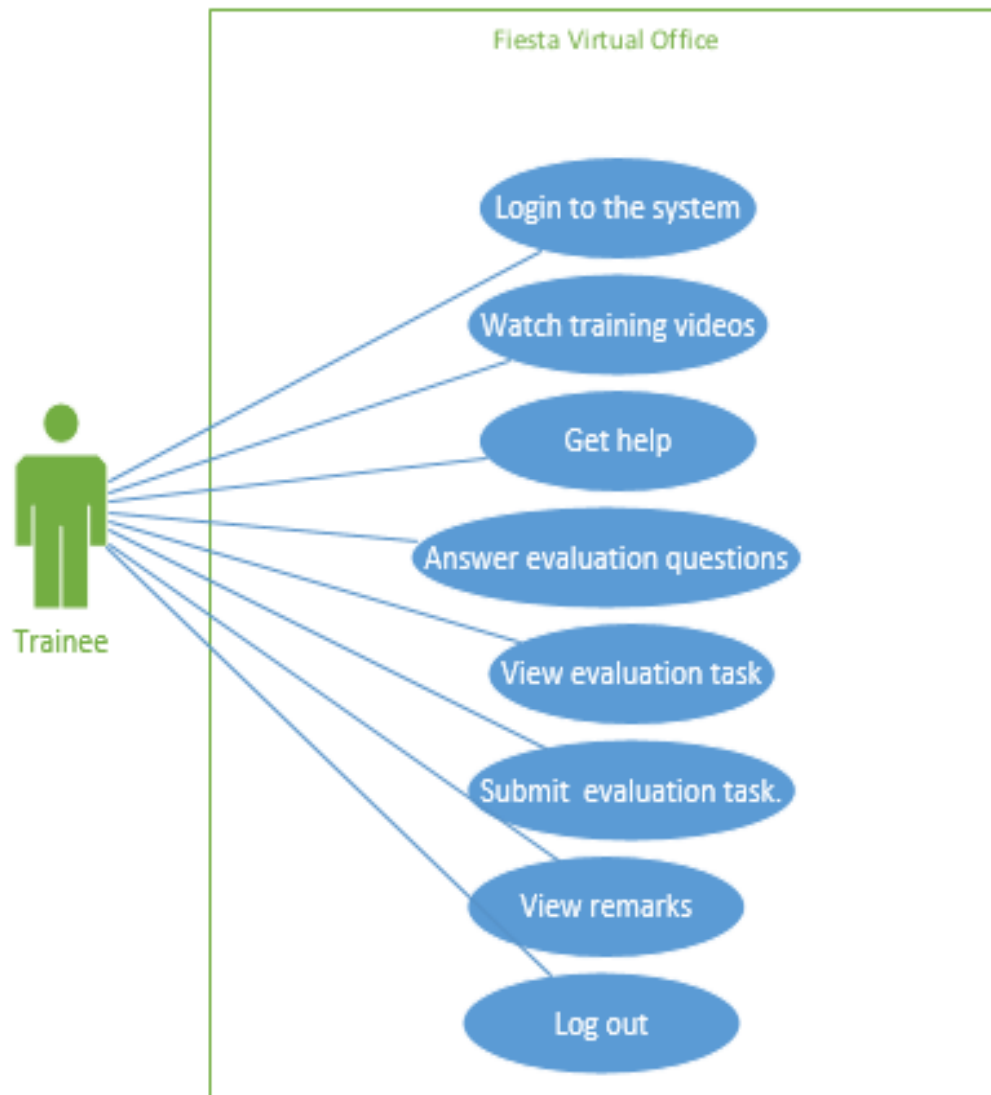 Fiesta Virtual Office
Login to the system
Watch training videos
Get help
Answer evaluation questions
View evaluation task
Trainee
Submit  evaluation task.
View remarks
Log out